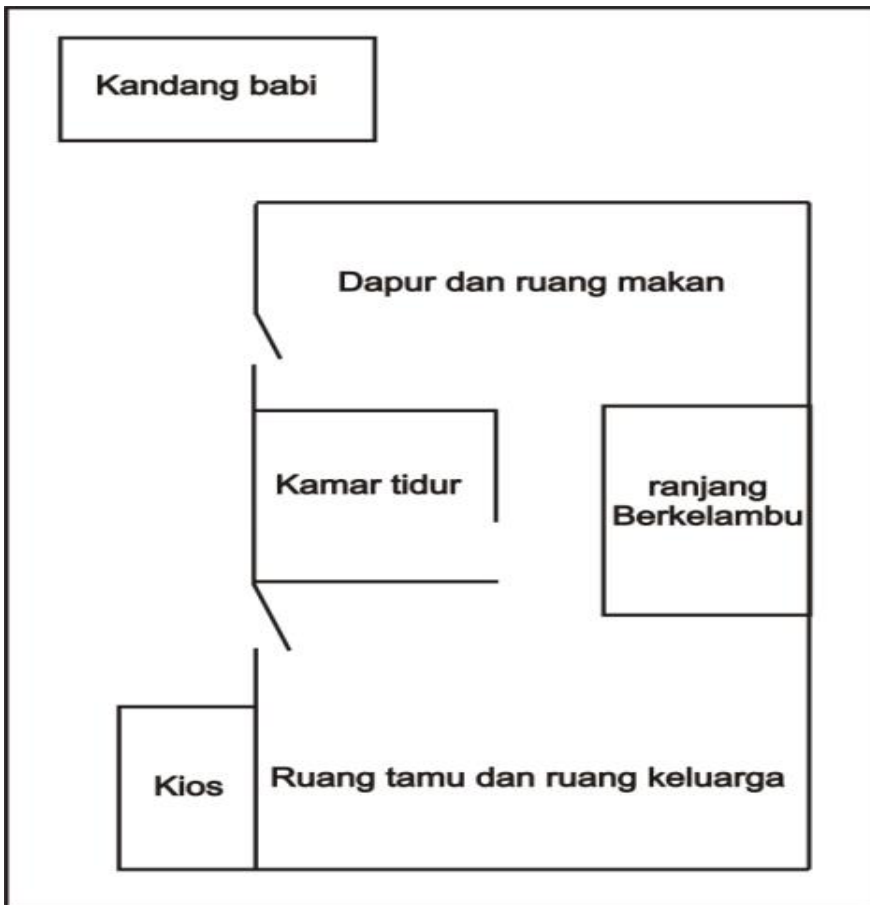 Kandang babi
Dapur dan ruang makan
Kamar tidur
ranjang
Berkelambu
Kios
Ruang tamu dan ruang keluarga